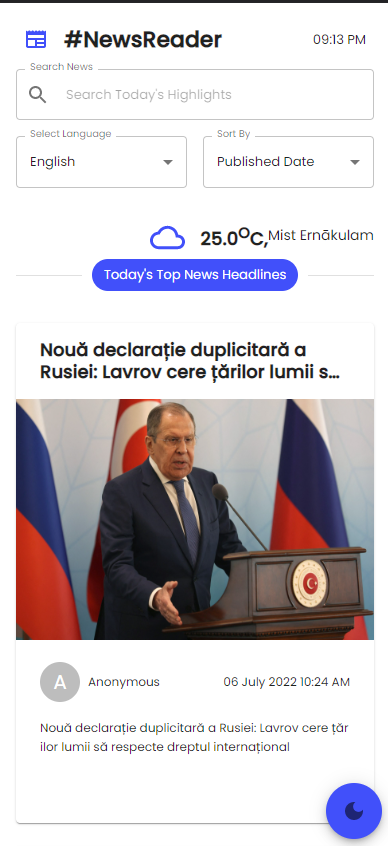 #NewsReader
09:13 PM
Search News
Search Today's Highlights
Select Language
Sort By
English
Published Date
25.0°C, Mist Ernākulam
Today's Top News Headlines
Nouă declarație duplicitară a
Rusiei: Lavrov cere țărilor lumii s…
A
Anonymous
06 July 2022 10:24 AM
Nouă declarație duplicitară a Rusiei: Lavrov cere țăr
ilor lumii să respecte dreptul internațional